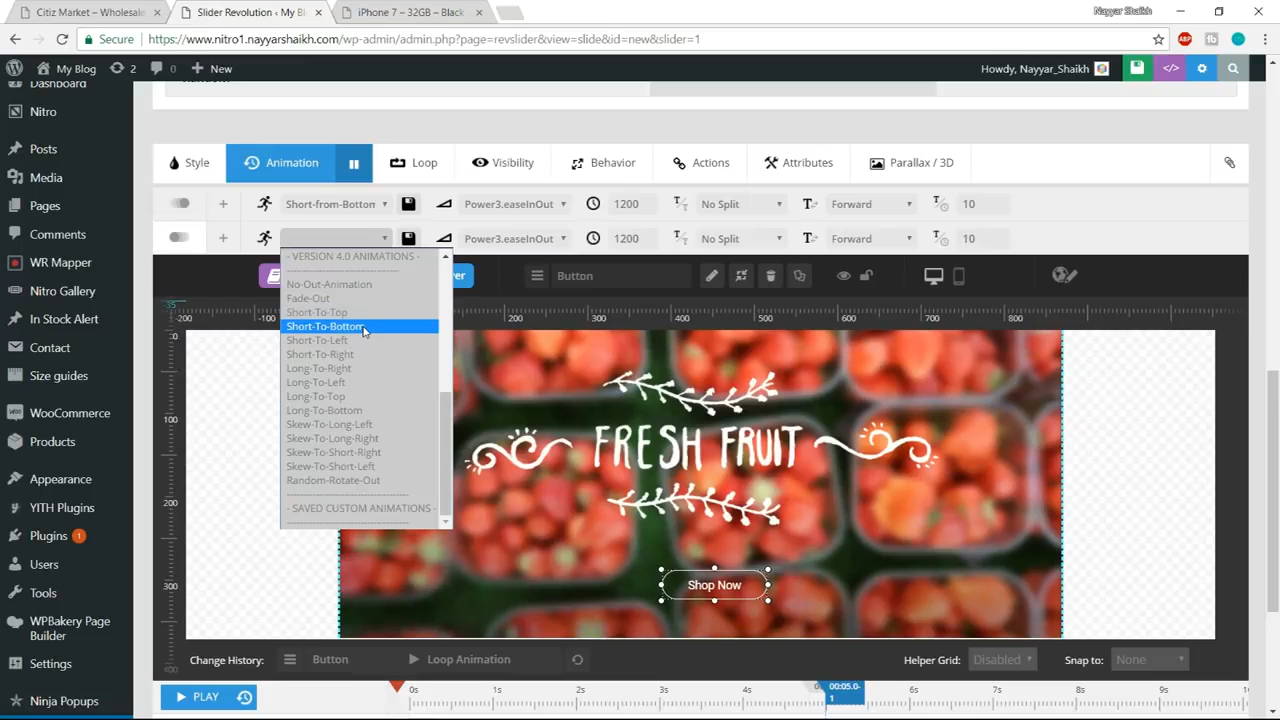 Citiz Market – Wholesale
Slider Revolution ‹ My Bl
iPhone 7 – 32GB – Black
Nayyar Shaikh
Secure
https://www.nitro1.nayyarshaikh.com/wp-admin/admin.php?page=revslider&view=slide&id=new&slider=1
ABP
tb
My Blog
2
0
New
Howdy, Nayyar_Shaikh
Dashboard
Nitro
Posts
Media
Pages
Comments
WR Mapper
Nitro Gallery
In Stock Alert
Contact
Size guides
WooCommerce
Products
Appearance
YITH Plugins
Plugins 1
Users
Tools
WPBakery Page
Builder
Settings
Ninja Popups
Style
Animation
Loop
Visibility
Behavior
Actions
Attributes
Parallax / 3D
Short-from-Bottom
Power3.easeInOut
1200
No Split
Forward
10
Power3.easeInOut
1200
No Split
Forward
10
- VERSION 4.0 ANIMATIONS -
-----------------------------------
No-Out-Animation
Fade-Out
Short-To-Top
Short-To-Bottom
Short-To-Left
Short-To-Right
Long-To-Right
Long-To-Left
Long-To-Top
Long-To-Bottom
Skew-To-Long-Left
Skew-To-Long-Right
Skew-To-Short-Right
Skew-To-Short-Left
Random-Rotate-Out
-----------------------------------
- SAVED CUSTOM ANIMATIONS -
-----------------------------------
Button
-35
-200
-100
200
300
400
500
600
700
800
0
100
200
300
400
FRESH FRUIT
Shop Now
Change History:
Button
Loop Animation
Helper Grid:
Disabled
Snap to:
None
PLAY
0s
1s
2s
3s
4s
00:05.0-
1
6s
7s
8s
9s